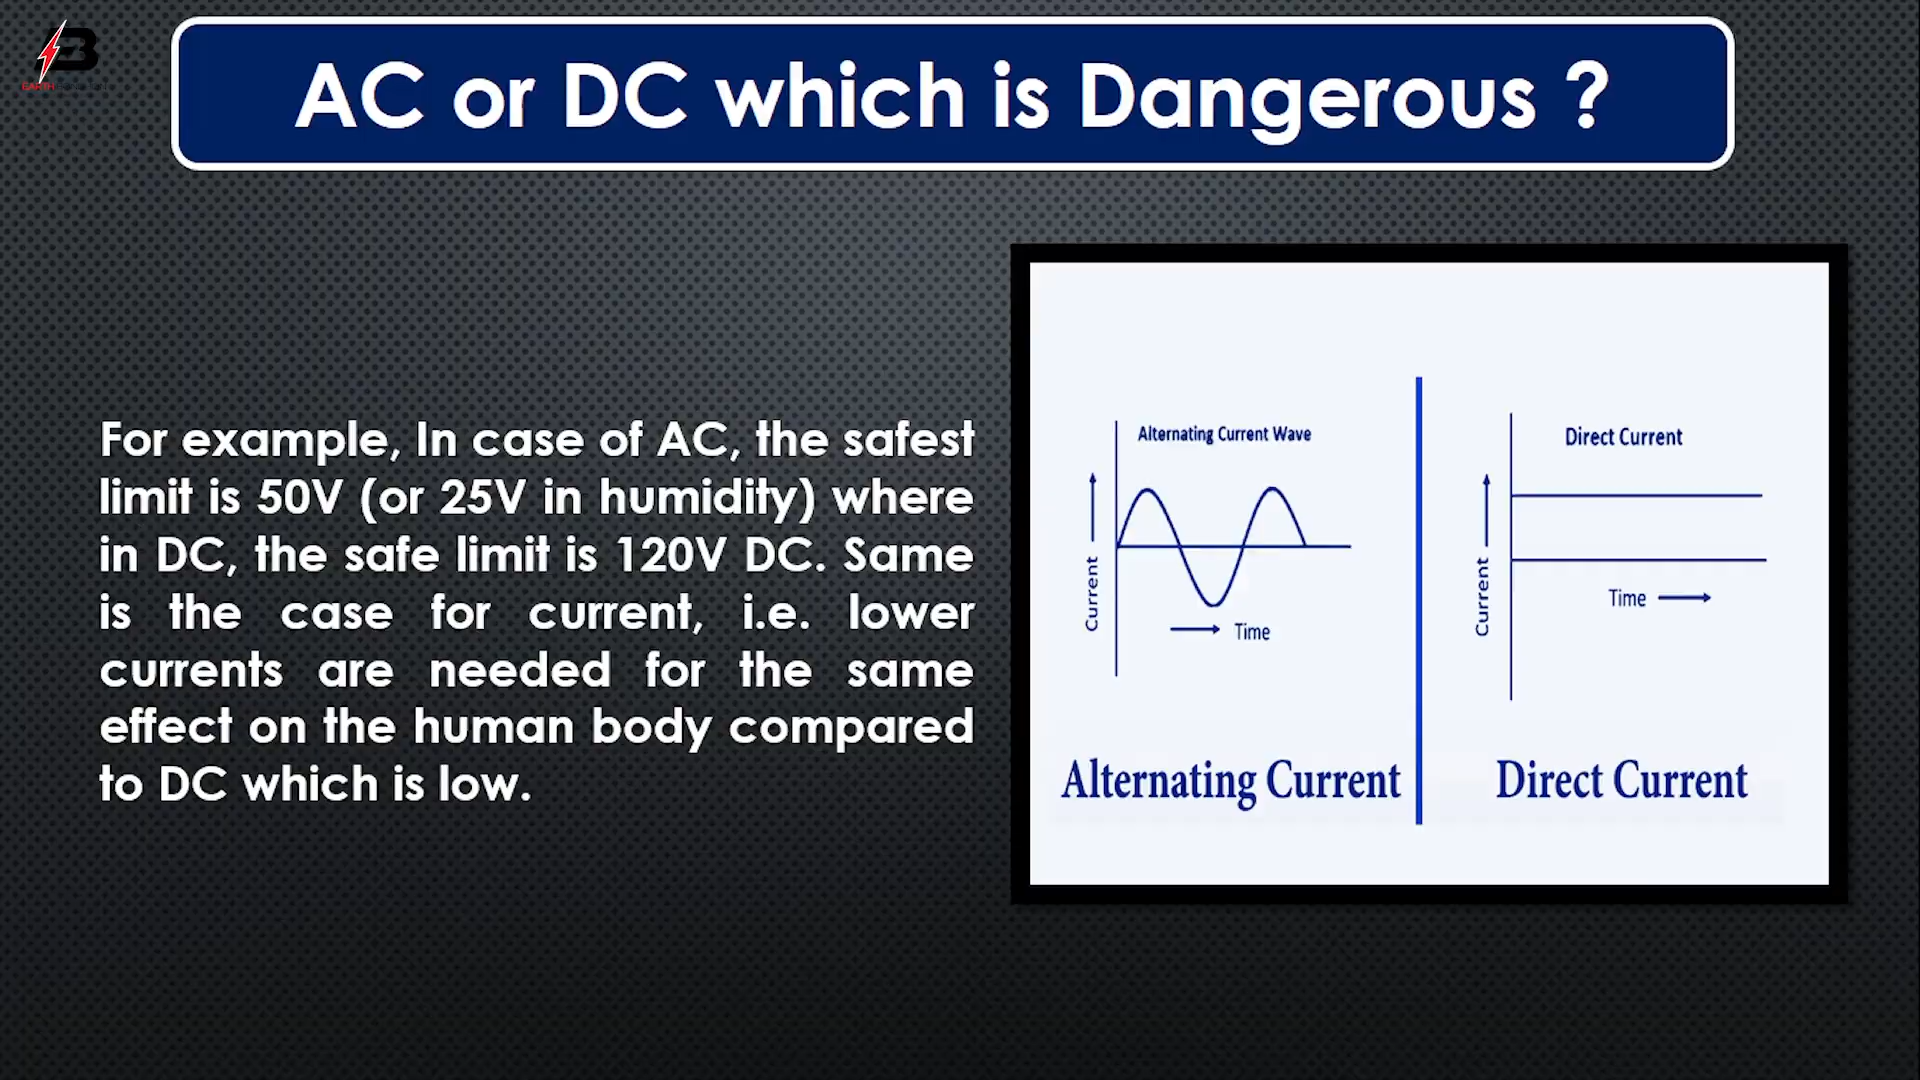 EARTH
AC or DC which is Dangerous ?
For example, In case of AC, the safest
limit is 50V (or 25V in humidity) where
in DC, the safe limit is 120V DC. Same
is the case for current, i.e. lower
currents are needed for the same
effect on the human body compared
to DC which is low.
Alternating Current Wave
Current
Time
Alternating Current
Direct Current
Current
Time
Direct Current